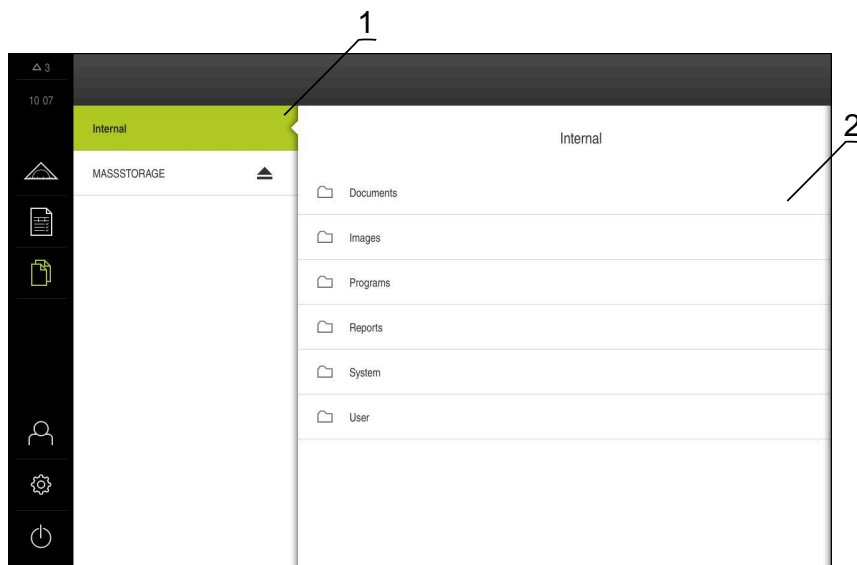 1
△ 3
10 07
Internal
Internal
2
MASSSTORAGE
Documents
Images
Programs
Reports
System
User